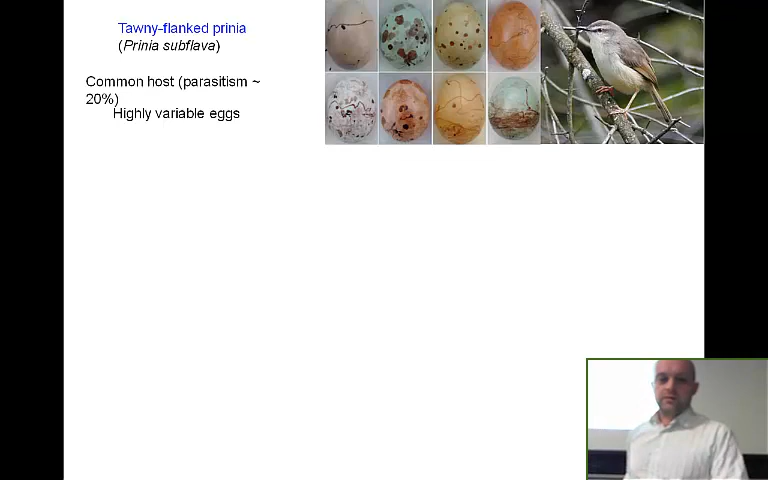 Tawny-flanked prinia
(Prinia subflava)
Common host (parasitism ~
20%)
Highly variable eggs